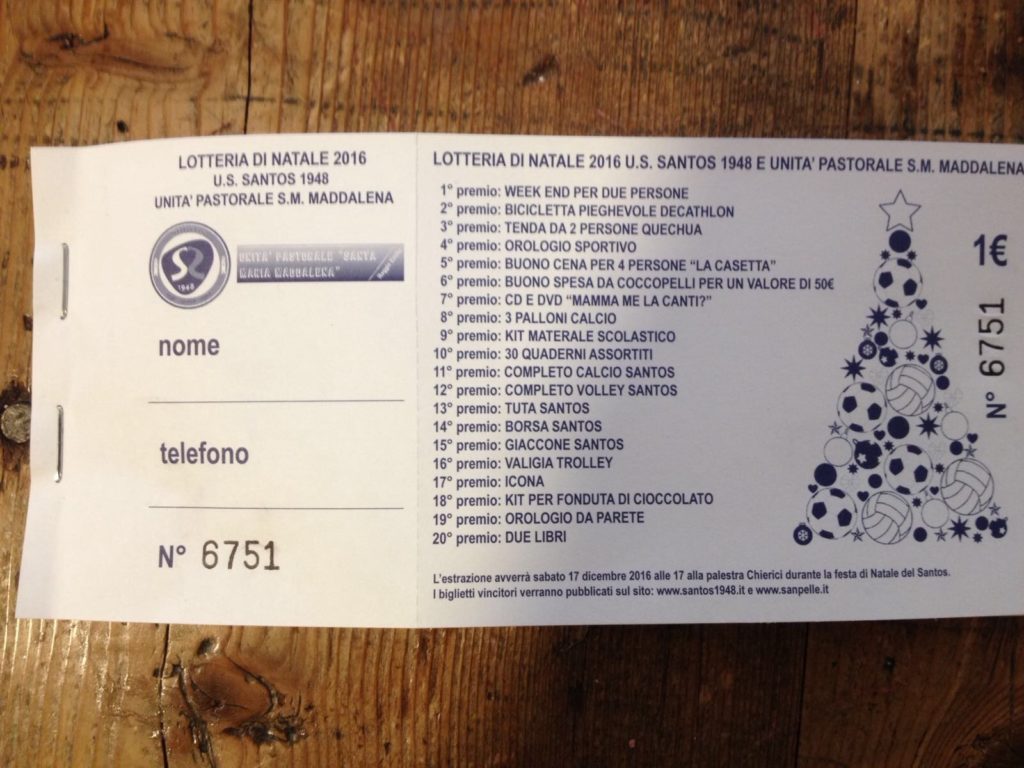 LOTTERIA DI NATALE 2016
U.S. SANTOS 1948
UNITA' PASTORALE S.M. MADDALENA
1948
UNITA' PASTORALE "SANTA
MARIA MADDALENA"
nome
telefono
N° 6751
LOTTERIA DI NATALE 2016 U.S. SANTOS 1948 E UNITA' PASTORALE S.M. MADDALENA
1° premio: WEEK END PER DUE PERSONE
2° premio: BICICLETTA PIEGHEVOLE DECATHLON
3° premio: TENDA DA 2 PERSONE QUECHUA
4° premio: OROLOGIO SPORTIVO
5° premio: BUONO CENA PER 4 PERSONE “LA CASETTA”
6° premio: BUONO SPESA DA COCCOPELLI PER UN VALORE DI 50€
7° premio: CD E DVD “MAMMA ME LA CANTI?”
8° premio: 3 PALLONI CALCIO
9° premio: KIT MATERALE SCOLASTICO
10° premio: 30 QUADERNI ASSORTITI
11° premio: COMPLETO CALCIO SANTOS
12° premio: COMPLETO VOLLEY SANTOS
13° premio: TUTA SANTOS
14° premio: BORSA SANTOS
15° premio: GIACCONE SANTOS
16° premio: VALIGIA TROLLEY
17° premio: ICONA
18° premio: KIT PER FONDUTA DI CIOCCOLATO
19° premio: OROLOGIO DA PARETE
20° premio: DUE LIBRI
1€
N° 6751
L'estrazione avverrà sabato 17 dicembre 2016 alle 17 alla palestra Chierici durante la festa di Natale del Santos.
I biglietti vincitori verranno pubblicati sul sito: www.santos1948.it e www.sanpelle.it